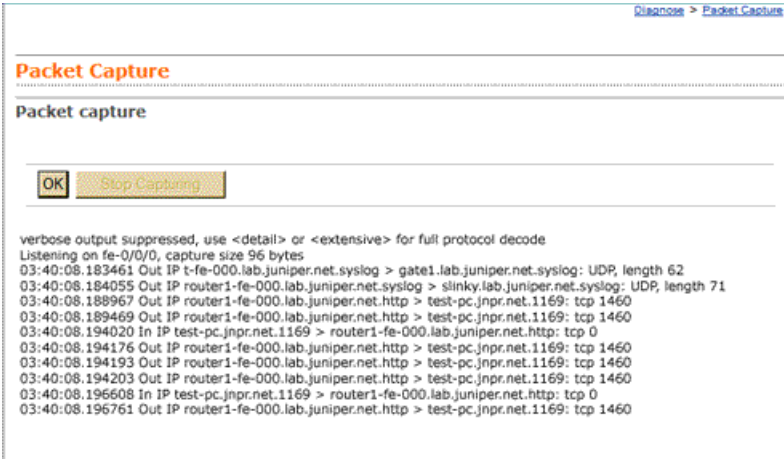 Diagnose > Packet Capture
Packet Capture
Packet capture
OK Stop Capturing
verbose output suppressed, use <detail> or <extensive> for full protocol decode
Listening on fe-0/0/0, capture size 96 bytes
03:40:08.183461 Out IP t-fe-000.lab.juniper.net.syslog > gate1.lab.juniper.net.syslog: UDP, length 62
03:40:08.184055 Out IP router1-fe-000.lab.juniper.net.syslog > slinky.lab.juniper.net.syslog: UDP, length 71
03:40:08.188967 Out IP router1-fe-000.lab.juniper.net.http > test-pc.jnpr.net.1169: tcp 1460
03:40:08.189469 Out IP router1-fe-000.lab.juniper.net.http > test-pc.jnpr.net.1169: tcp 1460
03:40:08.194020 In IP test-pc.jnpr.net.1169 > router1-fe-000.lab.juniper.net.http: tcp 0
03:40:08.194176 Out IP router1-fe-000.lab.juniper.net.http > test-pc.jnpr.net.1169: tcp 1460
03:40:08.194193 Out IP router1-fe-000.lab.juniper.net.http > test-pc.jnpr.net.1169: tcp 1460
03:40:08.194203 Out IP router1-fe-000.lab.juniper.net.http > test-pc.jnpr.net.1169: tcp 1460
03:40:08.196608 In IP test-pc.jnpr.net.1169 > router1-fe-000.lab.juniper.net.http: tcp 0
03:40:08.196761 Out IP router1-fe-000.lab.juniper.net.http > test-pc.jnpr.net.1169: tcp 1460